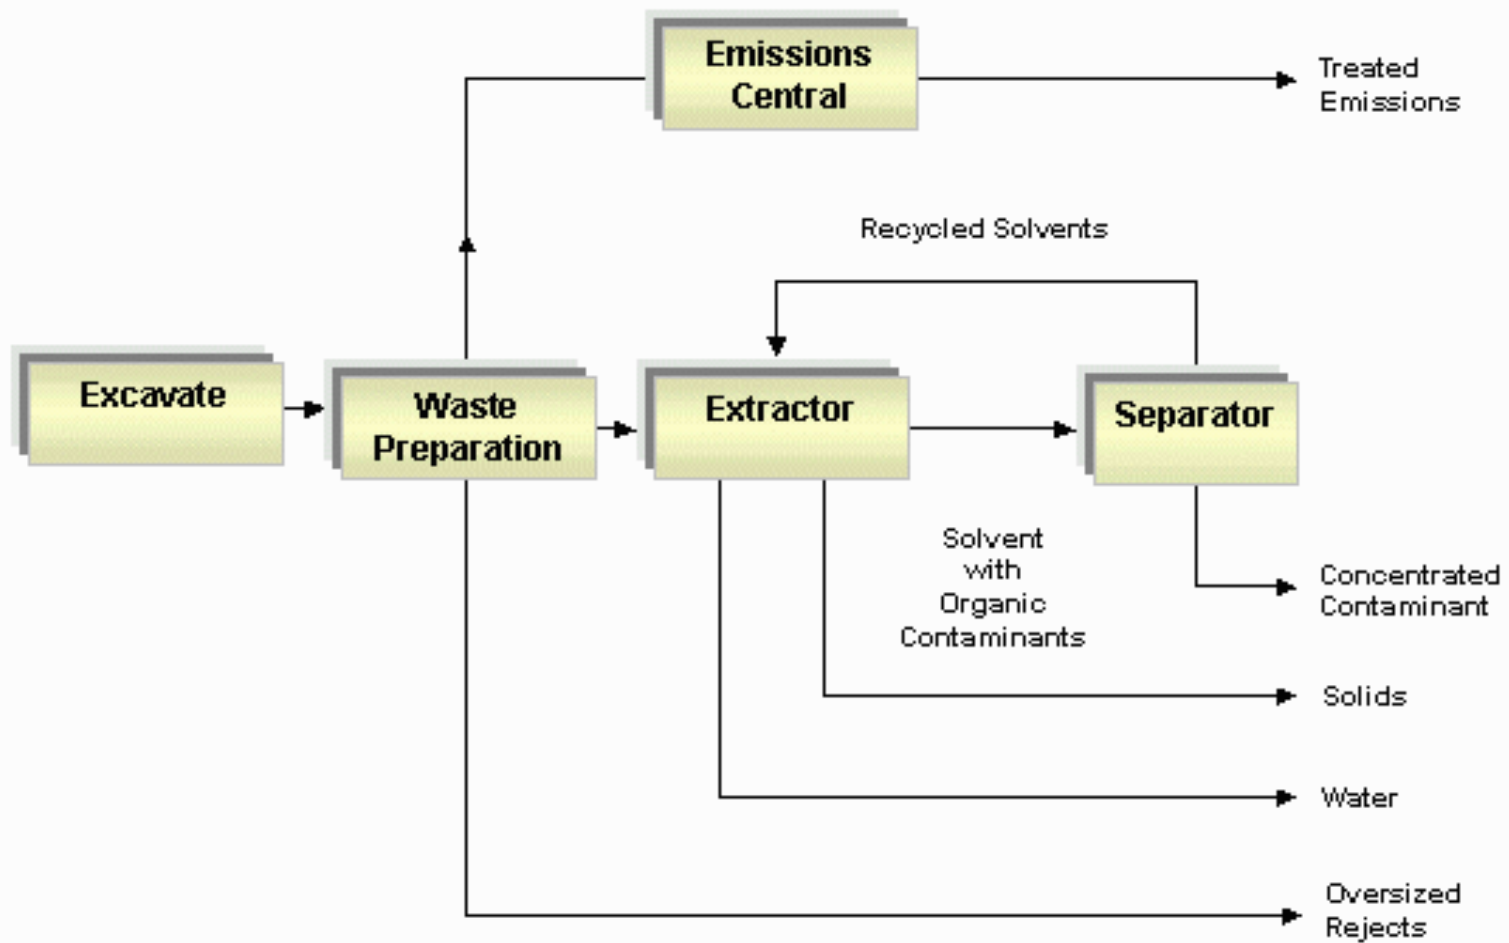 Emissions
Central
Treated
Emissions
Recycled Solvents
Excavate
Waste
Preparation
Extractor
Separator
Solvent
with
Organic
Contaminants
Concentrated
Contaminant
Solids
Water
Oversized
Rejects